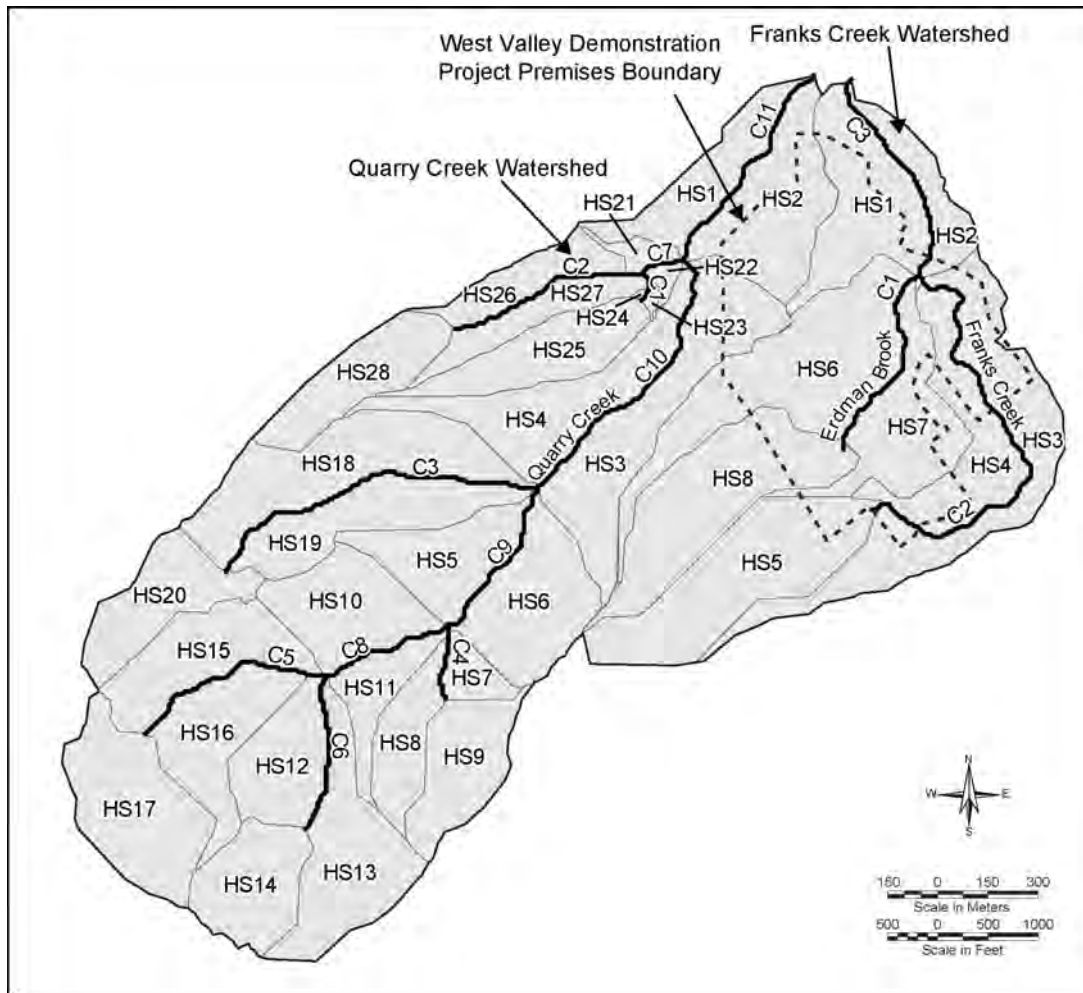 Franks Creek Watershed
West Valley Demonstration
Project Premises Boundary
Quarry Creek Watershed
C11
C3
HS21
HS1
HS2
HS1
HS2
C7
C2
HS22
HS26
HS27
C1
C1
HS24
HS23
HS25
HS28
C10
HS6
Erdman Brook
Franks Creek
HS4
HS7
HS3
HS18
C3
Quarry Creek
HS3
HS8
HS4
C2
HS19
HS5
C9
HS5
HS20
HS10
HS6
HS15
C5
C8
C4
HS7
HS11
HS16
C6
HS8
HS9
HS12
HS17
HS14
HS13
N
W E
S
150 0 150 300
Scale in Meters
500 0 500 1000
Scale in Feet